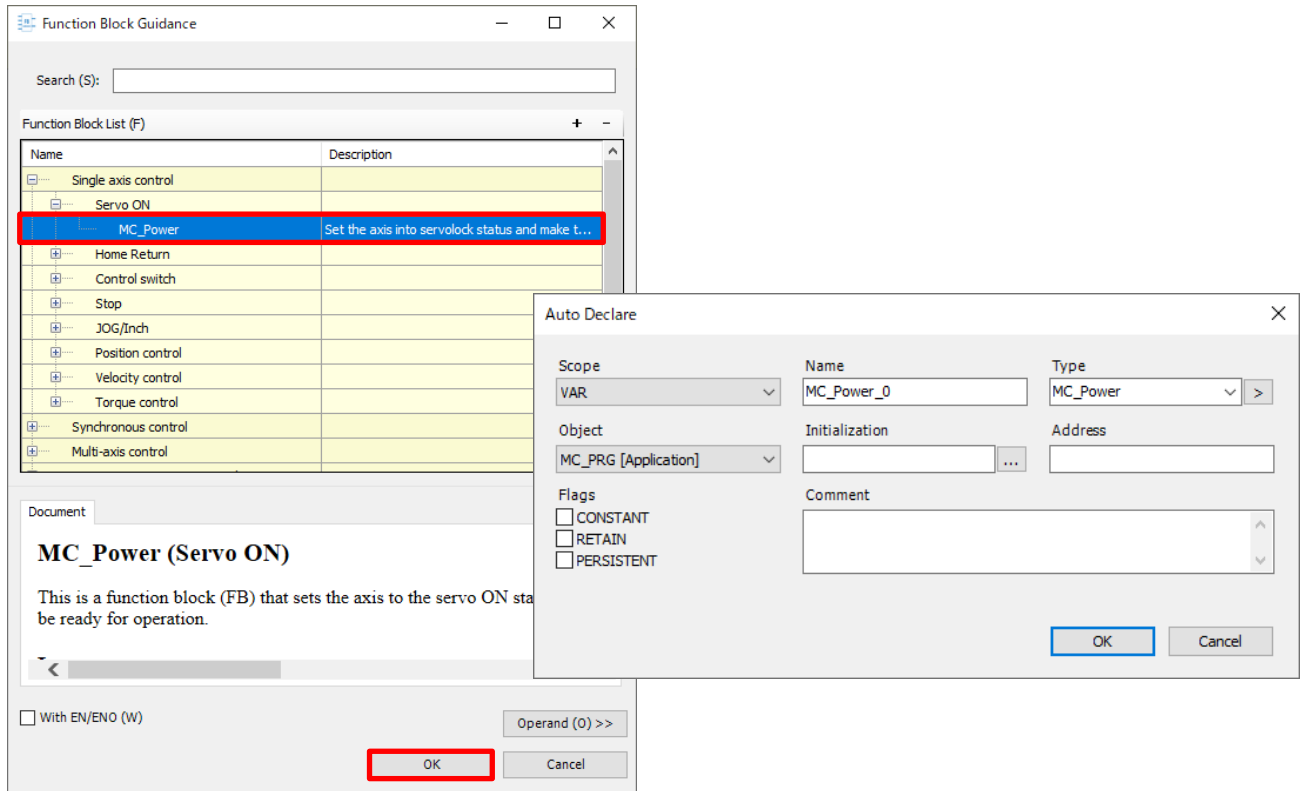 Function Block Guidance
Search (S):
Function Block List (F) + -
Name Description
Single axis control
Servo ON
MC_Power Set the axis into servolock status and make t...
Home Return
Control switch
Stop
JOG/Inch
Position control
Velocity control
Torque control
Synchronous control
Multi-axis control
Document
MC_Power (Servo ON)
This is a function block (FB) that sets the axis to the servo ON sta
be ready for operation.
With EN/ENO (W)
Operand (O) >>
OK Cancel
Auto Declare
Scope Name Type
VAR MC_Power_0 MC_Power >
Object Initialization Address
MC_PRG [Application] ...
Flags Comment
CONSTANT
RETAIN
PERSISTENT
OK Cancel